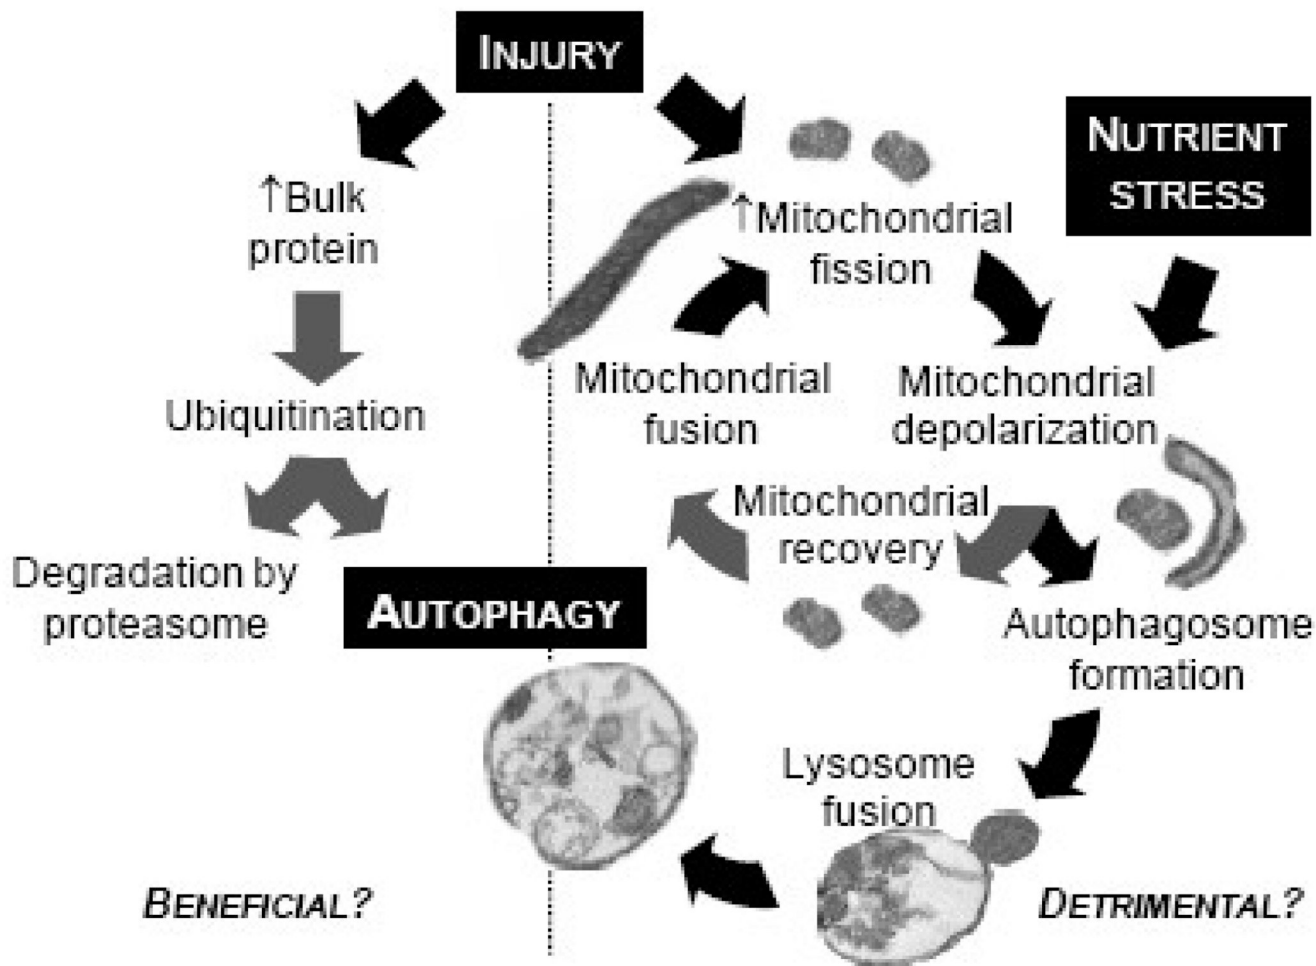 INJURY
↑Bulk
protein
Ubiquitination
Degradation by
proteasome
NUTRIENT
STRESS
↑Mitochondrial
fission
Mitochondrial
fusion
Mitochondrial
depolarization
Mitochondrial
recovery
AUTOPHAGY
Autophagosome
formation
Lysosome
fusion
BENEFICIAL?
DETRIMENTAL?